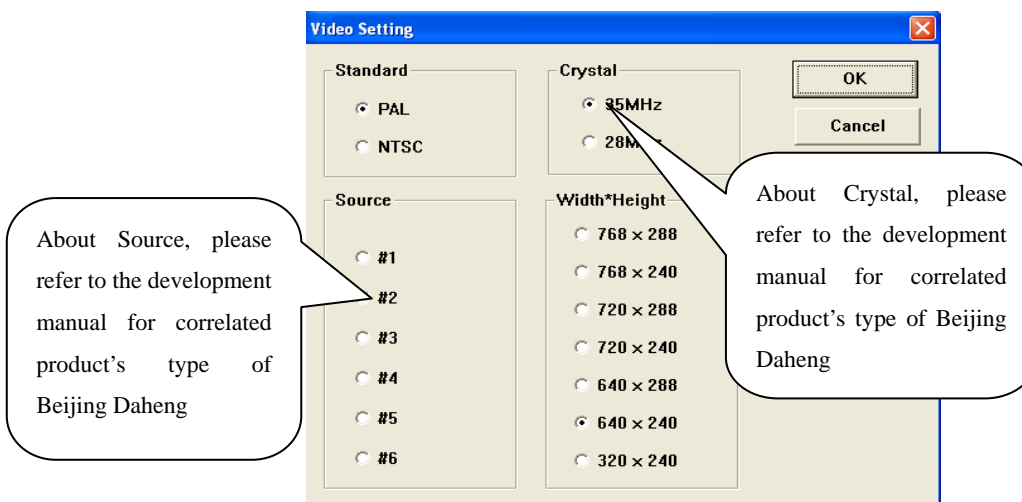 Video Setting
Standard
PAL
NTSC
Crystal
35MHz
OK
Cancel
Source
#1
#2
#3
#4
#5
#6
Width*Height
768 × 288
768 × 240
720 × 288
720 × 240
640 × 288
640 × 240
320 × 240
About Source, please
refer to the development
manual for correlated
product's type of
Beijing Daheng
About Crystal, please
refer to the development
manual for correlated
product's type of Beijing
Daheng